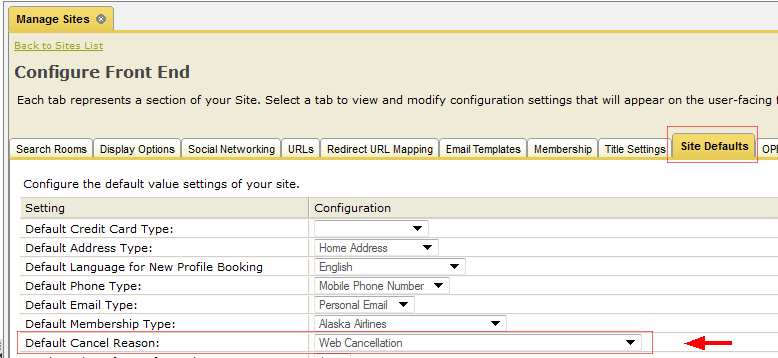 Manage Sites
Back to Sites List
Configure Front End
Each tab represents a section of your Site. Select a tab to view and modify configuration settings that will appear on the user-facing
Search Rooms Display Options Social Networking URLs Redirect URL Mapping Email Templates Membership Title Settings Site Defaults
Configure the default value settings of your site.
Setting Configuration
Default Credit Card Type:
Default Address Type: Home Address
Default Language for New Profile Booking English
Default Phone Type: Mobile Phone Number
Default Email Type: Personal Email
Default Membership Type: Alaska Airlines
Default Cancel Reason: Web Cancellation